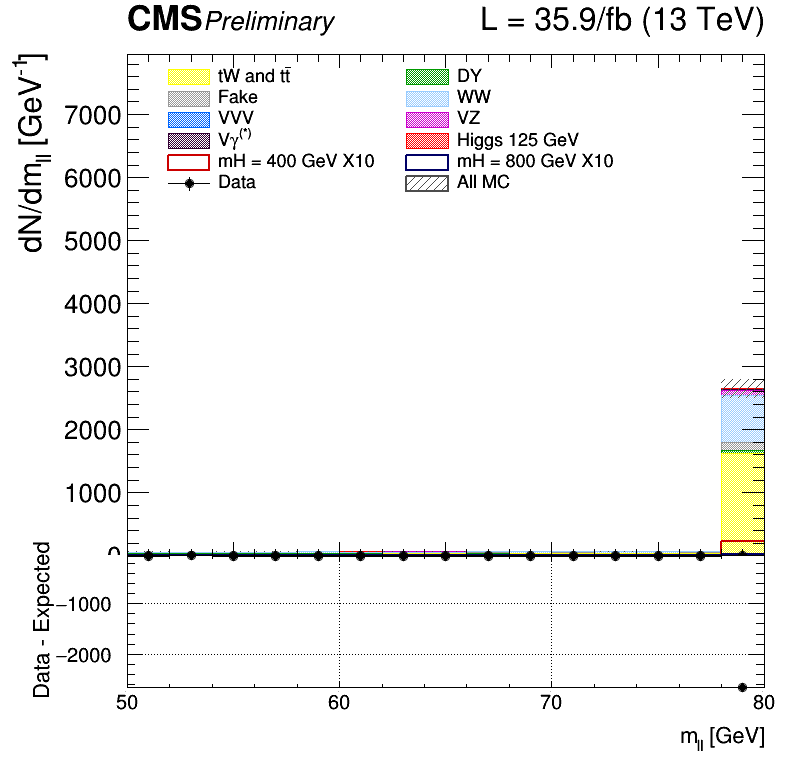 CMS Preliminary L = 35.9/fb (13 TeV)
dN/dm_ll [GeV⁻¹]
tW and tt̄ DY
Fake WW
VVV VZ
Vγ(*) Higgs 125 GeV
mH = 400 GeV X10 mH = 800 GeV X10
Data All MC
7000
6000
5000
4000
3000
2000
1000
0
Data - Expected
−1000
−2000
50 60 70 80
m_ll [GeV]